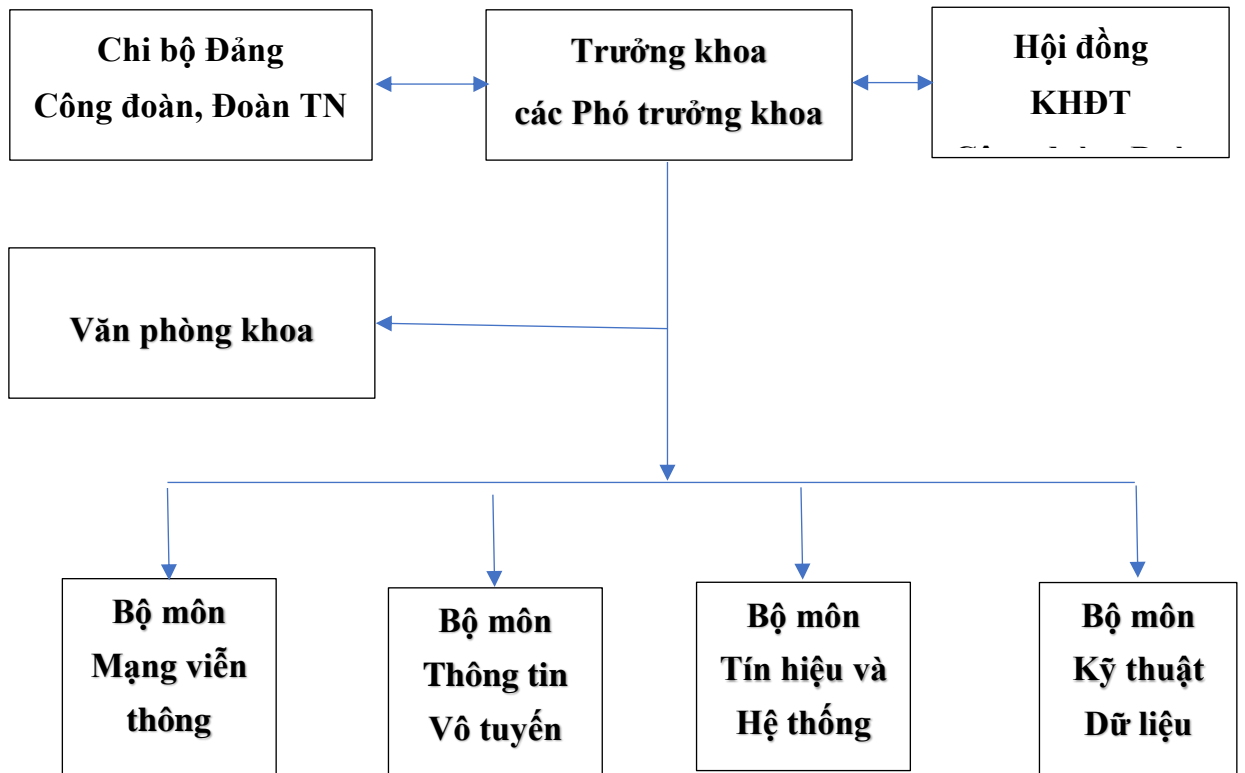 Chi bộ Đảng
Công đoàn, Đoàn TN
Trưởng khoa
các Phó trưởng khoa
Hội đồng
KHĐT
Văn phòng khoa
Bộ môn
Mạng viễn
thông
Bộ môn
Thông tin
Vô tuyến
Bộ môn
Tín hiệu và
Hệ thống
Bộ môn
Kỹ thuật
Dữ liệu